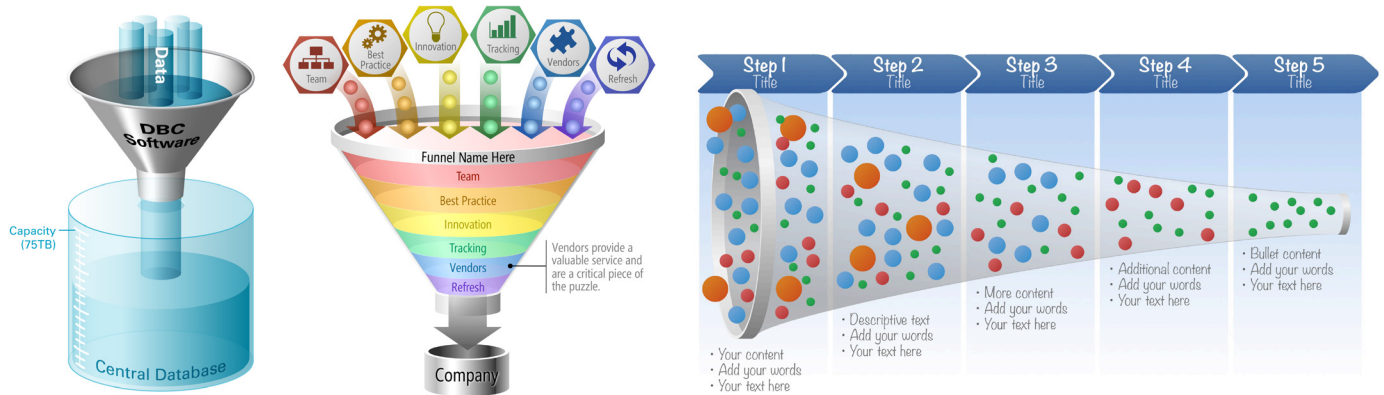 Data
DBC
Software
Capacity
(75TB)
Central Database
Team
Best
Practice
Innovation
Tracking
Vendors
Refresh
Funnel Name Here
Team
Best Practice
Innovation
Tracking
Vendors
Refresh
Vendors provide a
valuable service and
are a critical piece of
the puzzle.
Company
Step 1
Title
Step 2
Title
Step 3
Title
Step 4
Title
Step 5
Title
• Your content
• Add your words
• Your text here
• Descriptive text
• Add your words
• Your text here
• More content
• Add your words
• Your text here
• Additional content
• Add your words
• Your text here
• Bullet content
• Add your words
• Your text here